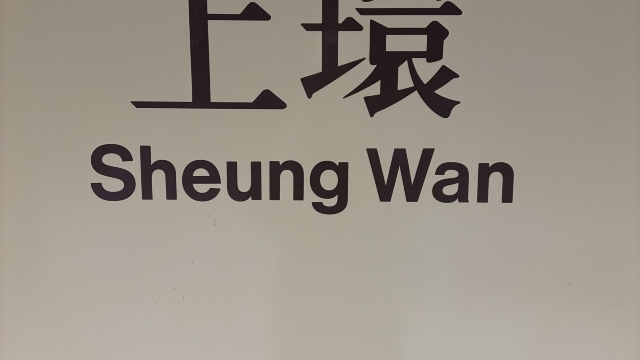 上環
Sheung Wan